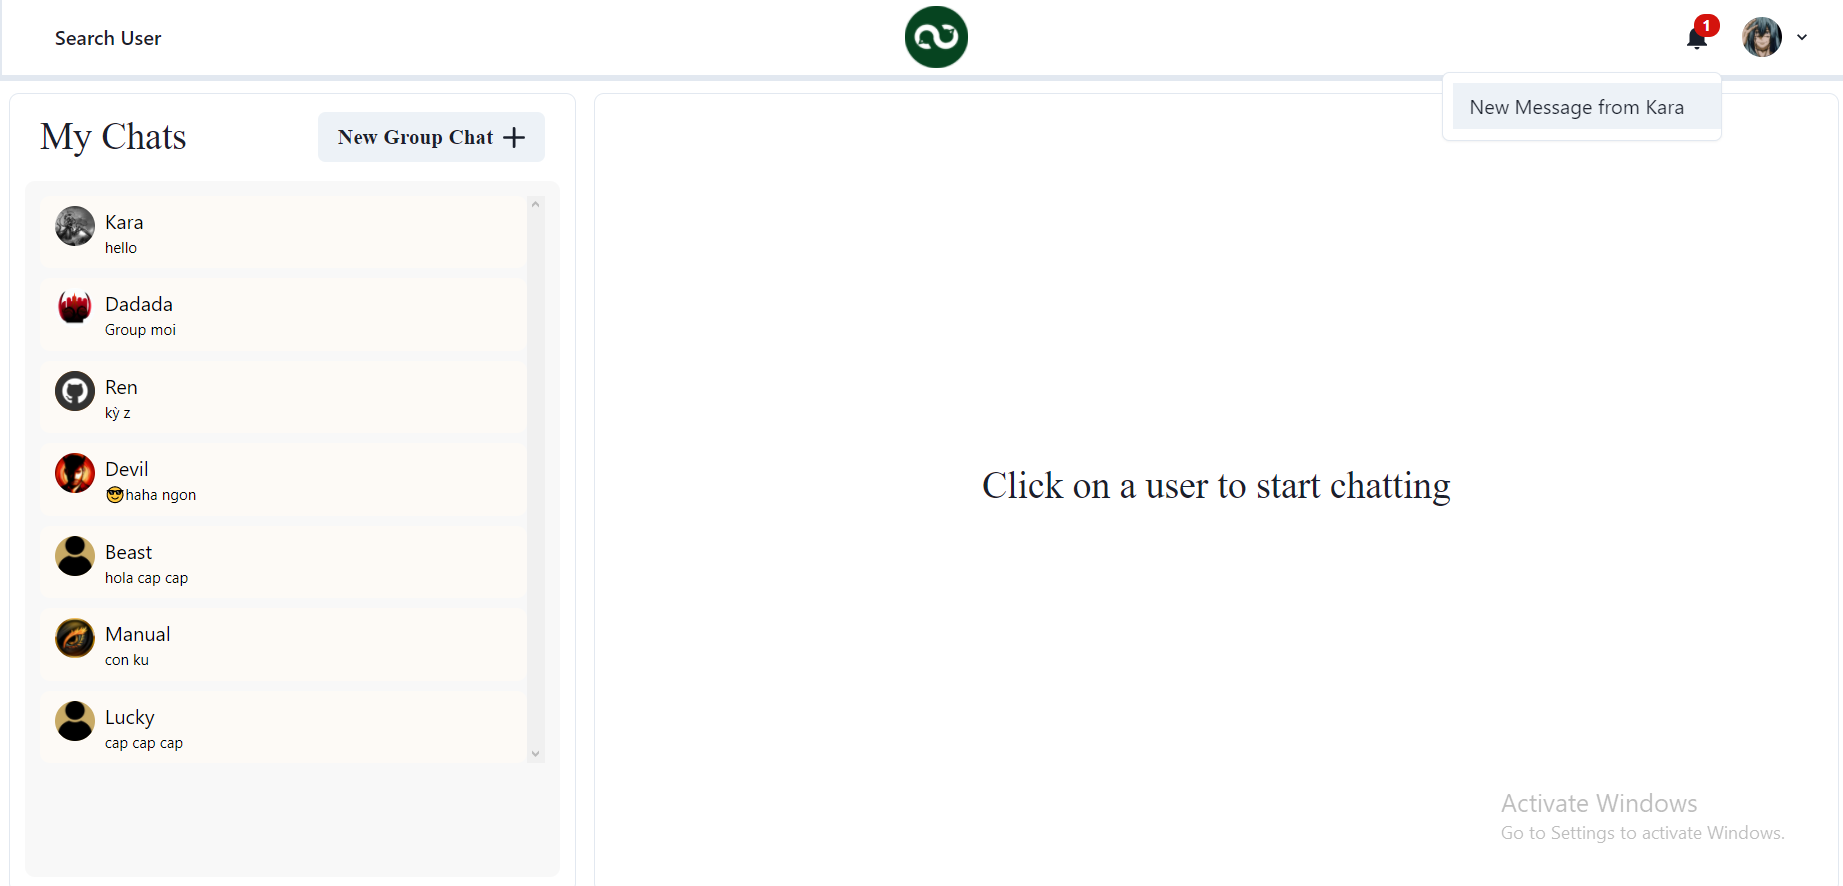 Search User
1
New Message from Kara
My Chats
New Group Chat
Kara
hello
Dadada
Group moi
Ren
kỳ z
Devil
😎haha ngon
Beast
hola cap cap
Manual
con ku
Lucky
cap cap cap
Click on a user to start chatting
Activate Windows
Go to Settings to activate Windows.